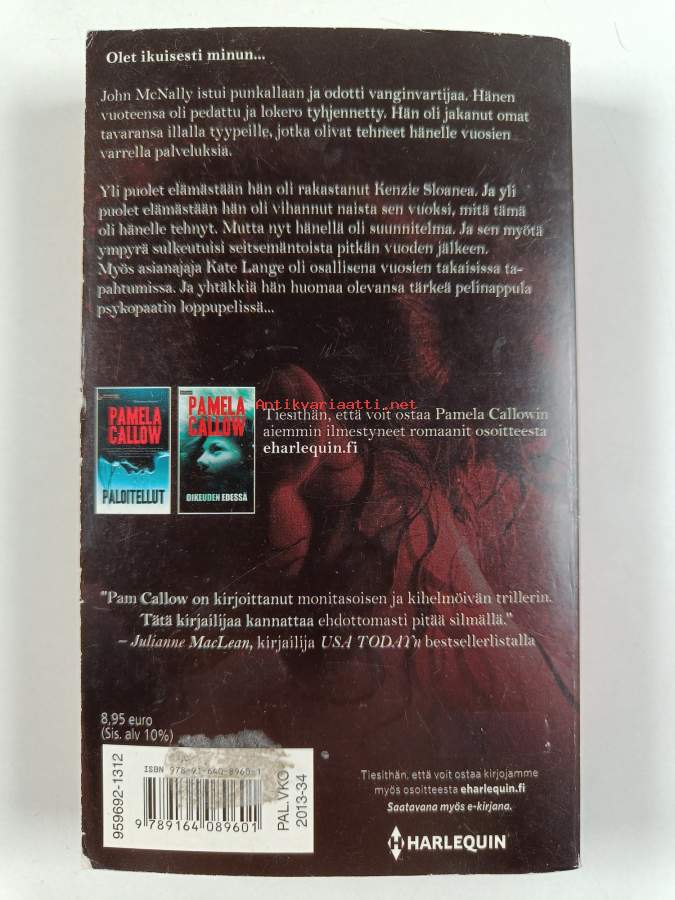 Olet ikuisesti minun...
John McNally istui punkallaan ja odotti vanginvartijaa. Hänen
vuoteensa oli pedattu ja lokero tyhjennetty. Hän oli jakanut omat
tavaransa illalla tyypeille, jotka olivat tehneet hänelle vuosien
varrella palveluksia.
Yli puolet elämästään hän oli rakastanut Kenzie Sloanea. Ja yli
puolet elämästään hän oli vihannut naista sen vuoksi, mitä tämä
oli hänelle tehnyt. Mutta nyt hänellä oli suunnitelma. Ja sen myötä
ympyrä sulkeutuisi seitsemäntoista pitkän vuoden jälkeen.
Myös asianajaja Kate Lange oli osallisena vuosien takaisissa ta-
pahtumissa. Ja yhtäkkiä hän huomaa olevansa tärkeä pelinappula
psykopaatin loppupelissä...
PAMELA
CALLOW
PALOITELLUT
PAMELA
CALLOW
OIKEUDEN EDESSÄ
Antikvariaatti.net
Tiesithän, että voit ostaa Pamela Callowin
aiemmin ilmestyneet romaanit osoitteesta
eharlequin.fi
"Pam Callow on kirjoittanut monitasoisen ja kihelmöivän trillerin.
Tätä kirjailijaa kannattaa ehdottomasti pitää silmällä."
– Julianne MacLean, kirjailija USA TODAY'n bestsellerlistalla
8,95 euro
(Sis. alv 10%)
959692-1312
ISBN 978-91-640-8960-1
9 789164 089601
PAL.VKO
2013-34
Tiesithän, että voit ostaa kirjojamme
myös osoitteesta eharlequin.fi
Saatavana myös e-kirjana.
HARLEQUIN